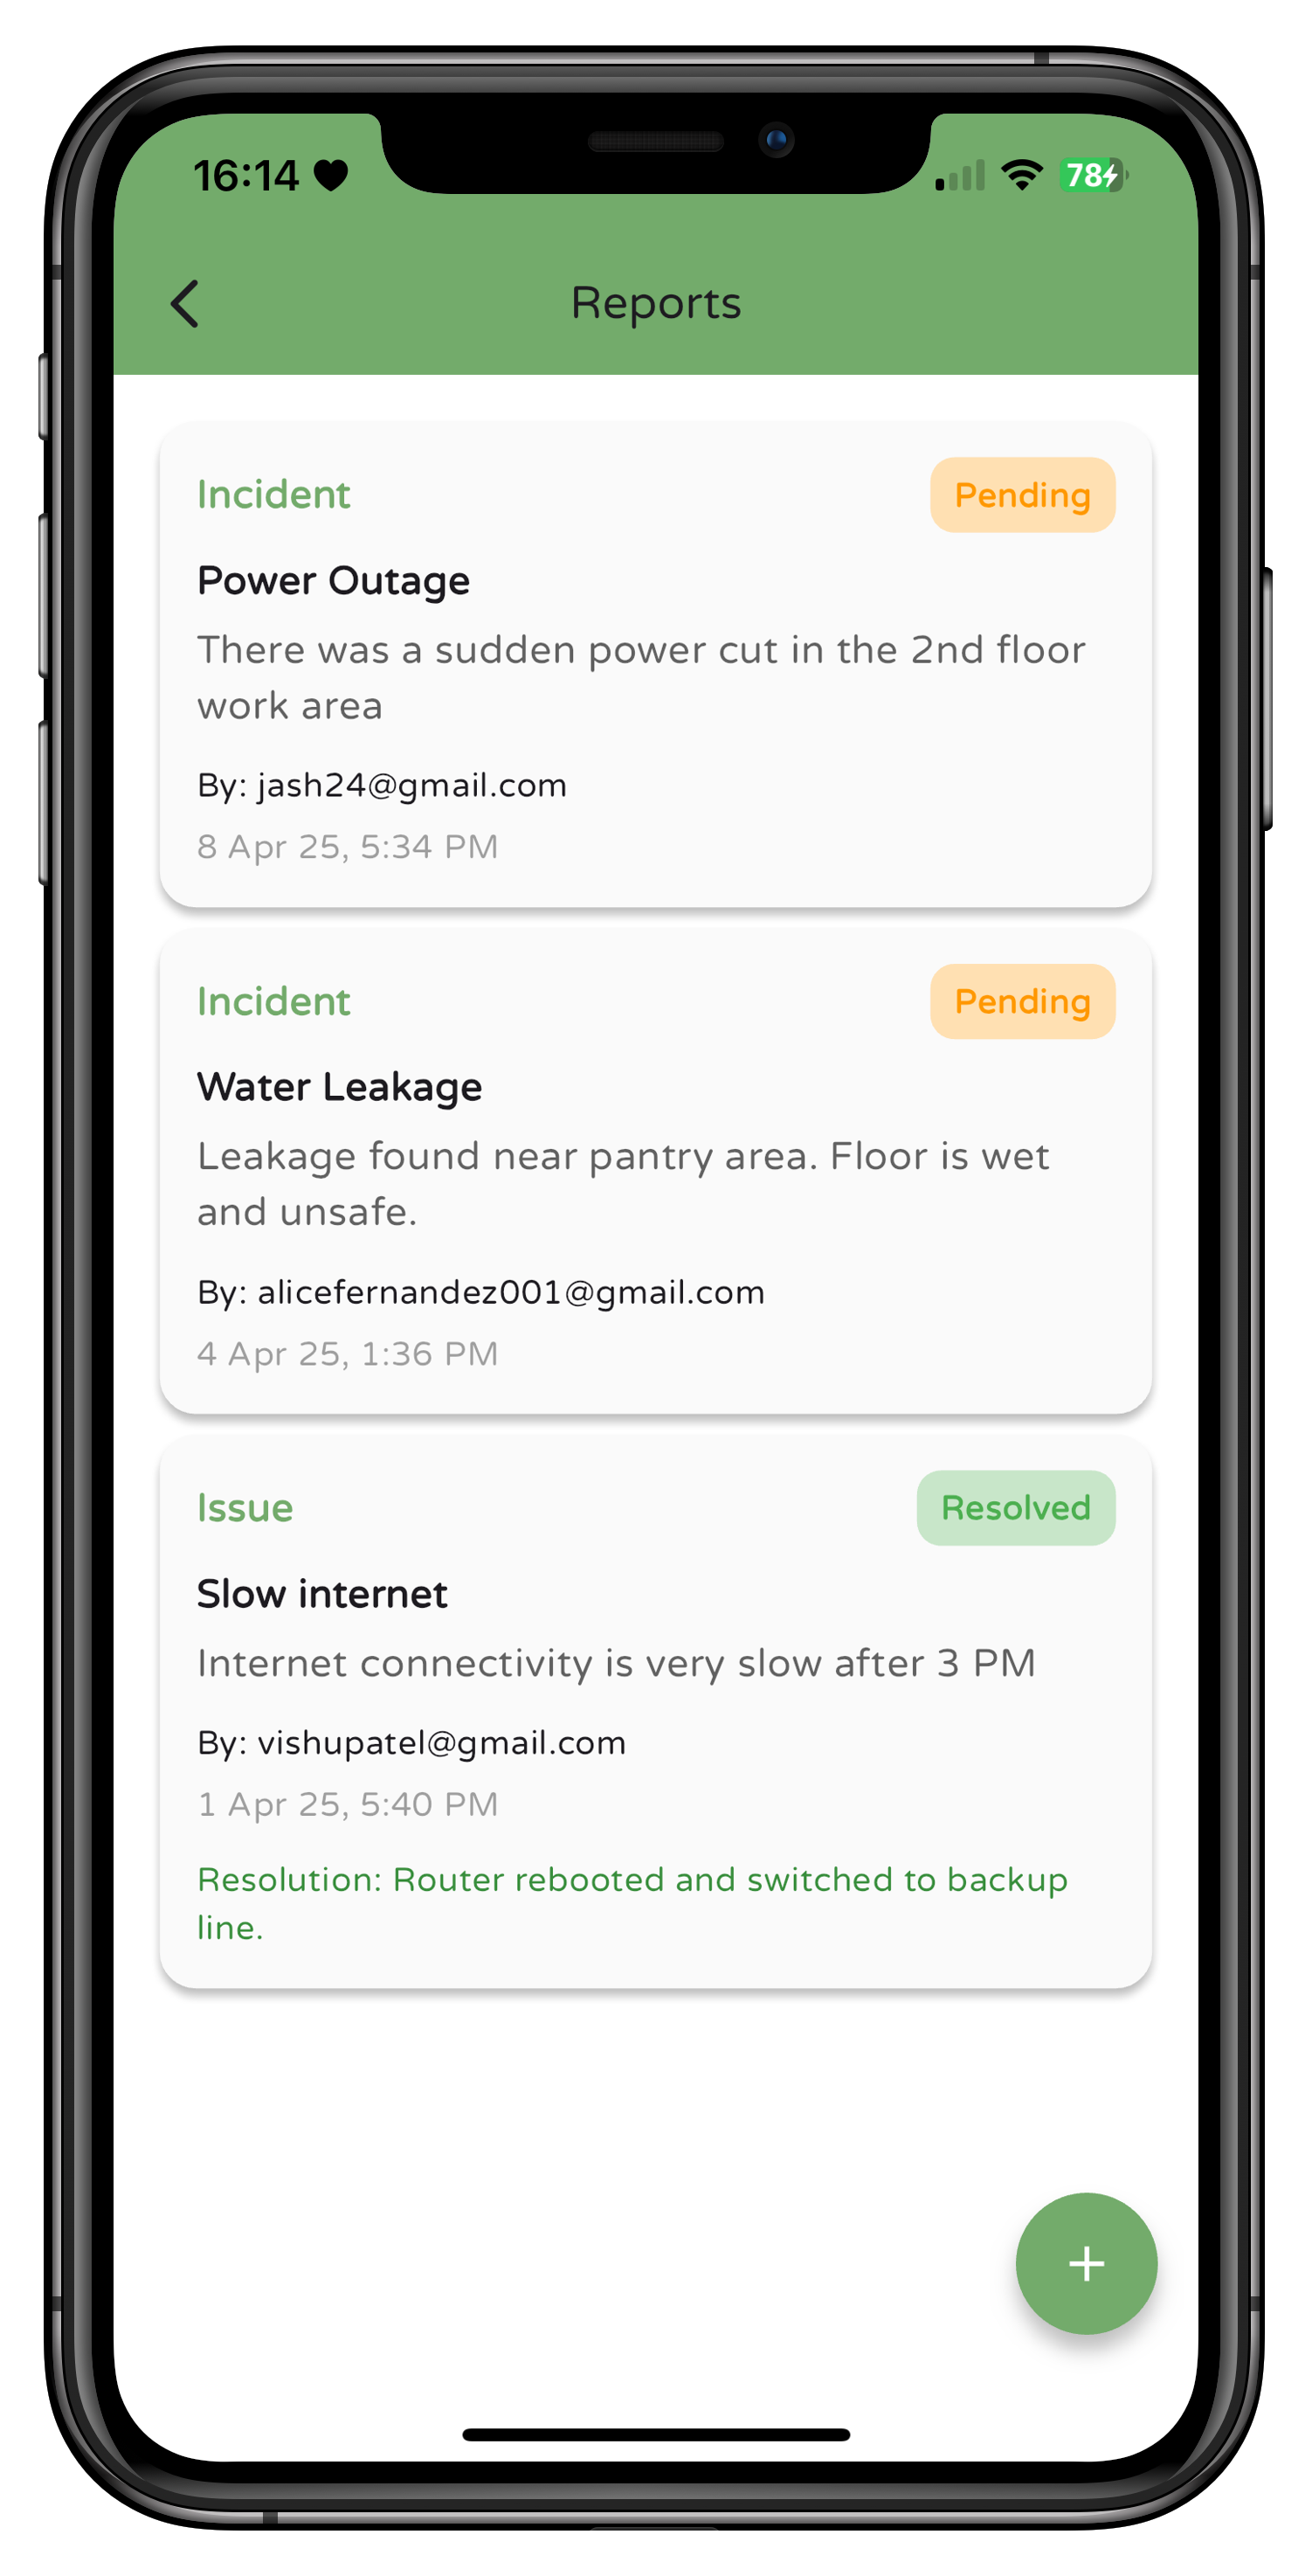 16:14
78
Reports
Incident
Pending
Power Outage
There was a sudden power cut in the 2nd floor
work area
By: jash24@gmail.com
8 Apr 25, 5:34 PM
Incident
Pending
Water Leakage
Leakage found near pantry area. Floor is wet
and unsafe.
By: alicefernandez001@gmail.com
4 Apr 25, 1:36 PM
Issue
Resolved
Slow internet
Internet connectivity is very slow after 3 PM
By: vishupatel@gmail.com
1 Apr 25, 5:40 PM
Resolution: Router rebooted and switched to backup
line.
+